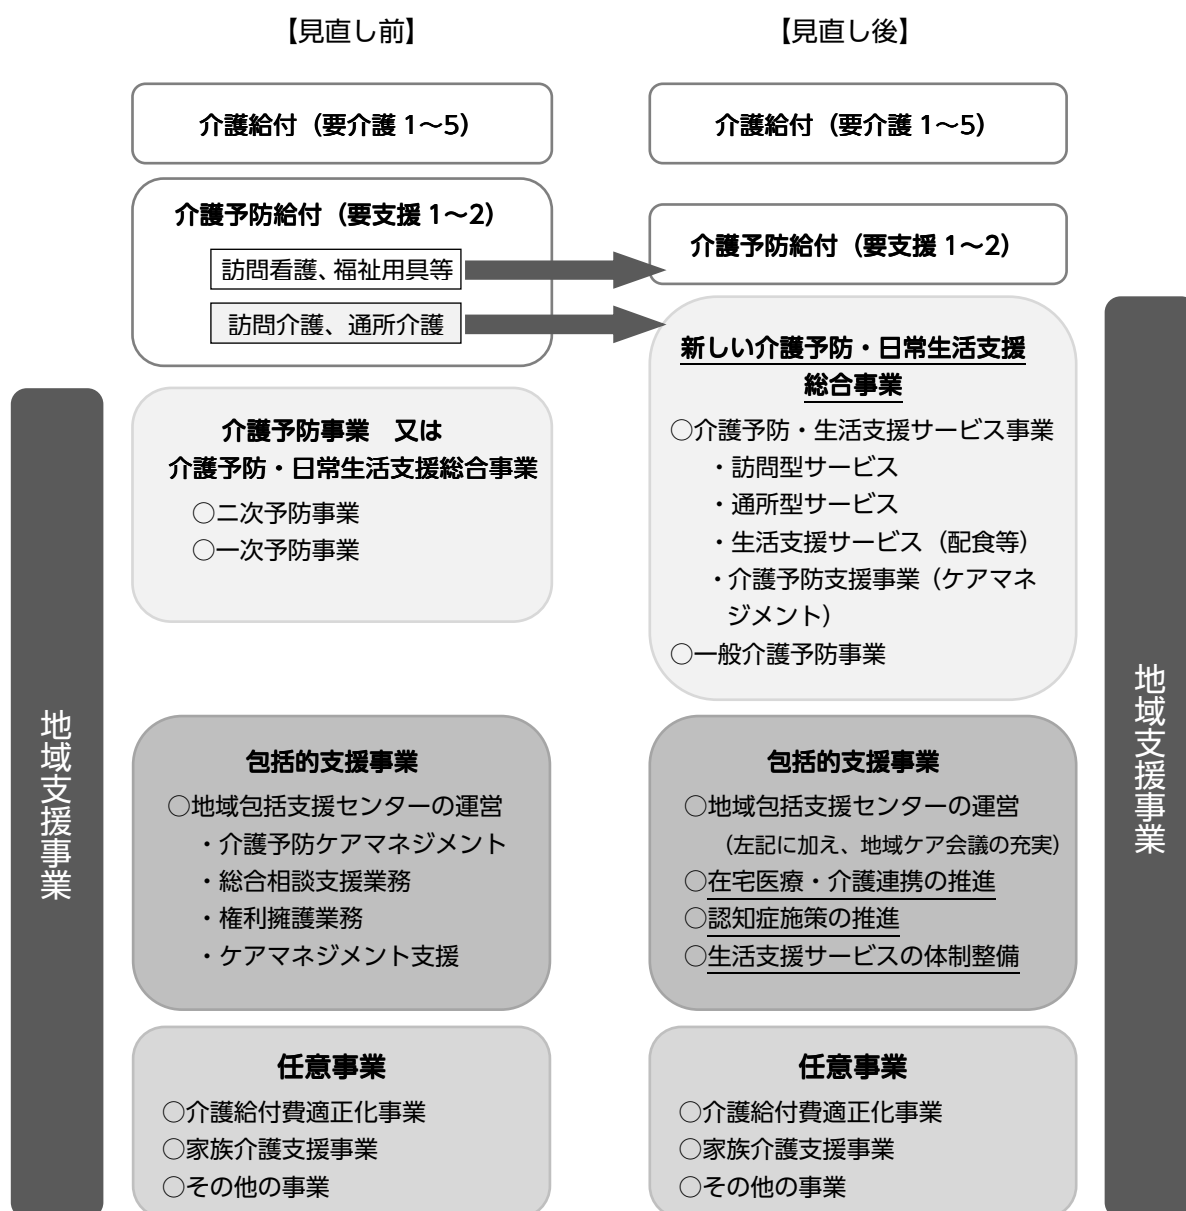 【見直し前】
介護給付（要介護 1～5）
介護予防給付（要支援 1～2）
訪問看護、福祉用具等
訪問介護、通所介護
介護予防事業　又は
介護予防・日常生活支援総合事業
○二次予防事業
○一次予防事業
包括的支援事業
○地域包括支援センターの運営
・介護予防ケアマネジメント
・総合相談支援業務
・権利擁護業務
・ケアマネジメント支援
任意事業
○介護給付費適正化事業
○家族介護支援事業
○その他の事業
地域支援事業
【見直し後】
介護給付（要介護 1～5）
介護予防給付（要支援 1～2）
新しい介護予防・日常生活支援
総合事業
○介護予防・生活支援サービス事業
・訪問型サービス
・通所型サービス
・生活支援サービス（配食等）
・介護予防支援事業（ケアマネ
ジメント）
○一般介護予防事業
包括的支援事業
○地域包括支援センターの運営
（左記に加え、地域ケア会議の充実）
○在宅医療・介護連携の推進
○認知症施策の推進
○生活支援サービスの体制整備
任意事業
○介護給付費適正化事業
○家族介護支援事業
○その他の事業
地域支援事業